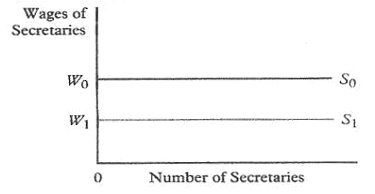 Wages of
Secretaries
W₀
S₀
W₁
S₁
0
Number of Secretaries